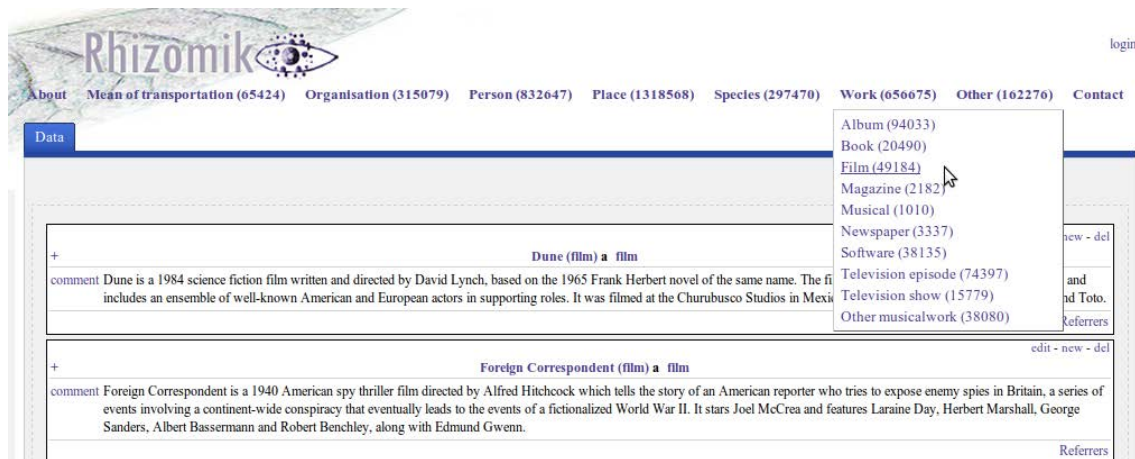 Rhizomik
login
About Mean of transportation (65424) Organisation (315079) Person (832647) Place (1318568) Species (297470) Work (656675) Other (162276) Contact
Data
Album (94033)
Book (20490)
Film (49184)
Magazine (2182)
Musical (1010)
Newspaper (3337)
Software (38135)
Television episode (74397)
Television show (15779)
Other musicalwork (38080)
new - del
+ Dune (film) a film
comment Dune is a 1984 science fiction film written and directed by David Lynch, based on the 1965 Frank Herbert novel of the same name. The fi and
includes an ensemble of well-known American and European actors in supporting roles. It was filmed at the Churubusco Studios in Mexic nd Toto.
Referrers
edit - new - del
+ Foreign Correspondent (film) a film
comment Foreign Correspondent is a 1940 American spy thriller film directed by Alfred Hitchcock which tells the story of an American reporter who tries to expose enemy spies in Britain, a series of
events involving a continent-wide conspiracy that eventually leads to the events of a fictionalized World War II. It stars Joel McCrea and features Laraine Day, Herbert Marshall, George
Sanders, Albert Bassermann and Robert Benchley, along with Edmund Gwenn.
Referrers